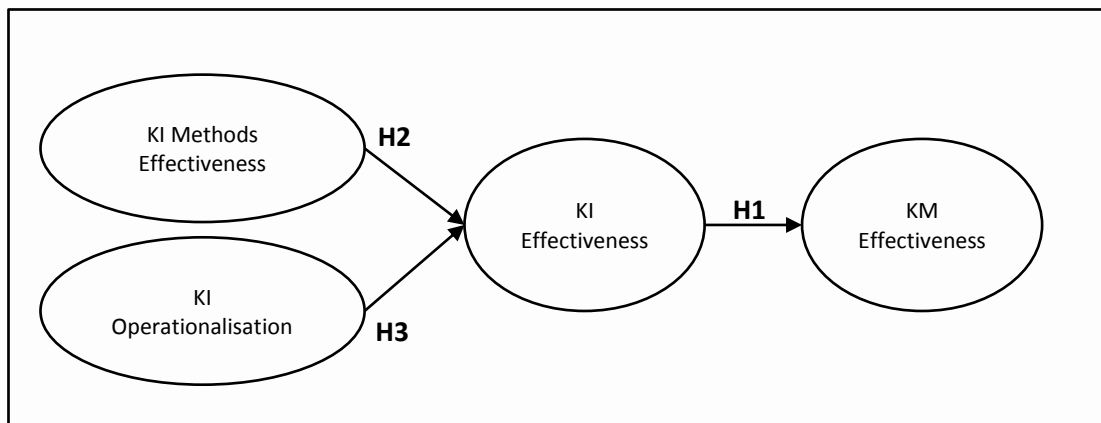 KI Methods
Effectiveness
H2
KI
Operationalisation
H3
KI
Effectiveness
H1
KM
Effectiveness